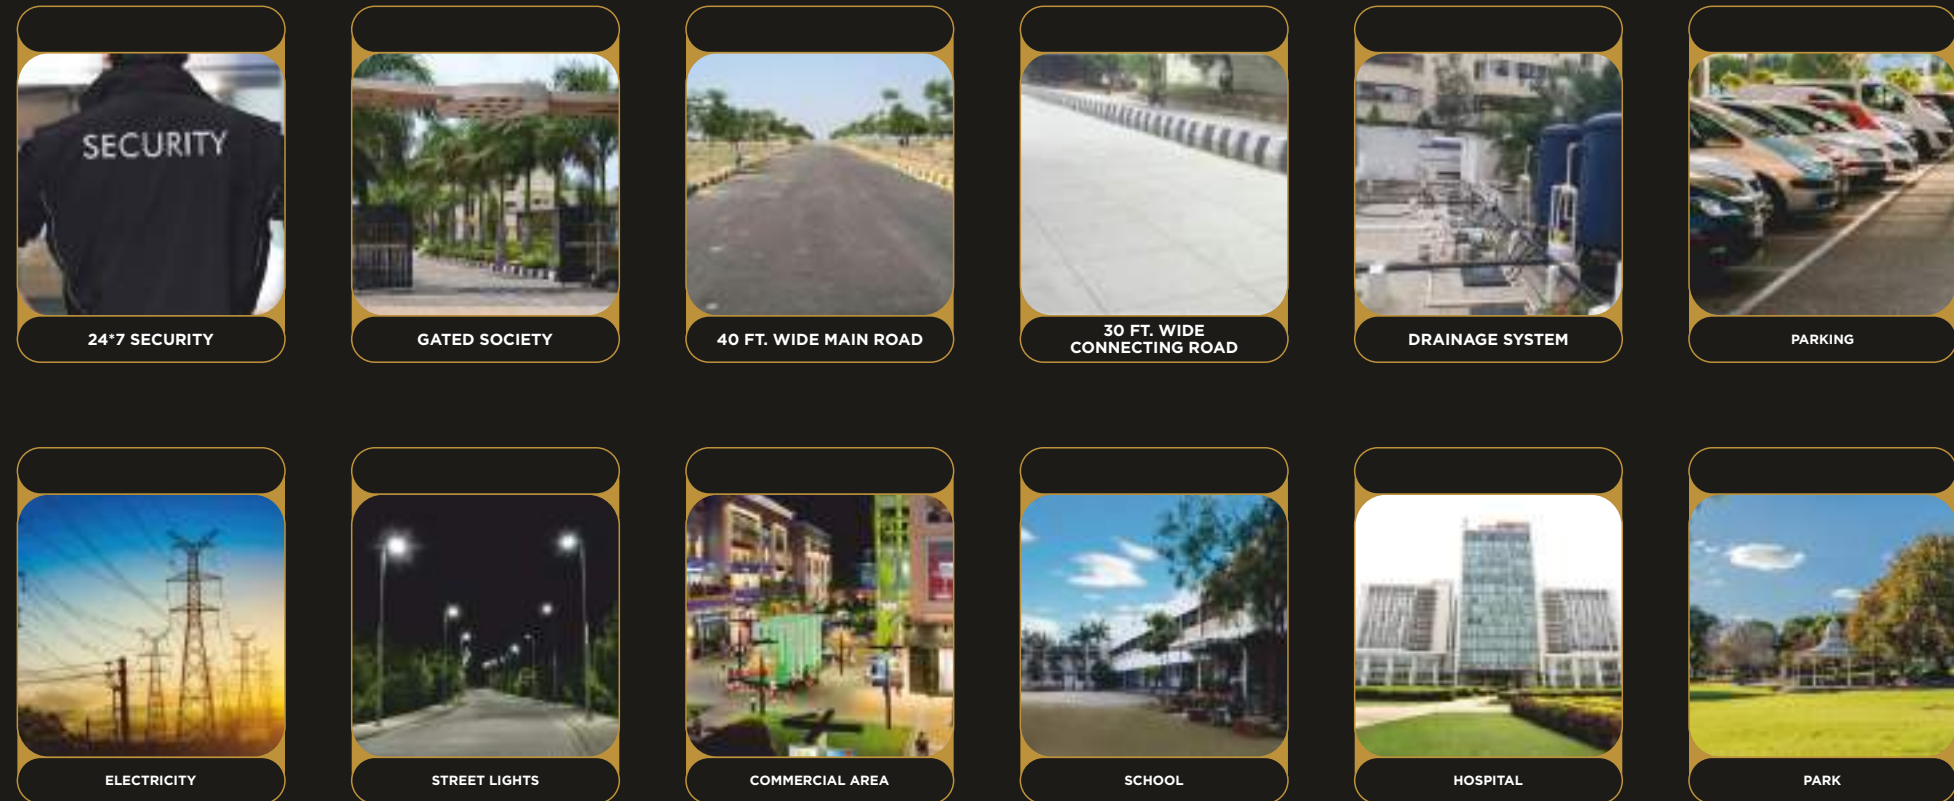 SECURITY
24*7 SECURITY
GATED SOCIETY
40 FT. WIDE MAIN ROAD
30 FT. WIDE
CONNECTING ROAD
DRAINAGE SYSTEM
PARKING
ELECTRICITY
STREET LIGHTS
COMMERCIAL AREA
SCHOOL
HOSPITAL
PARK